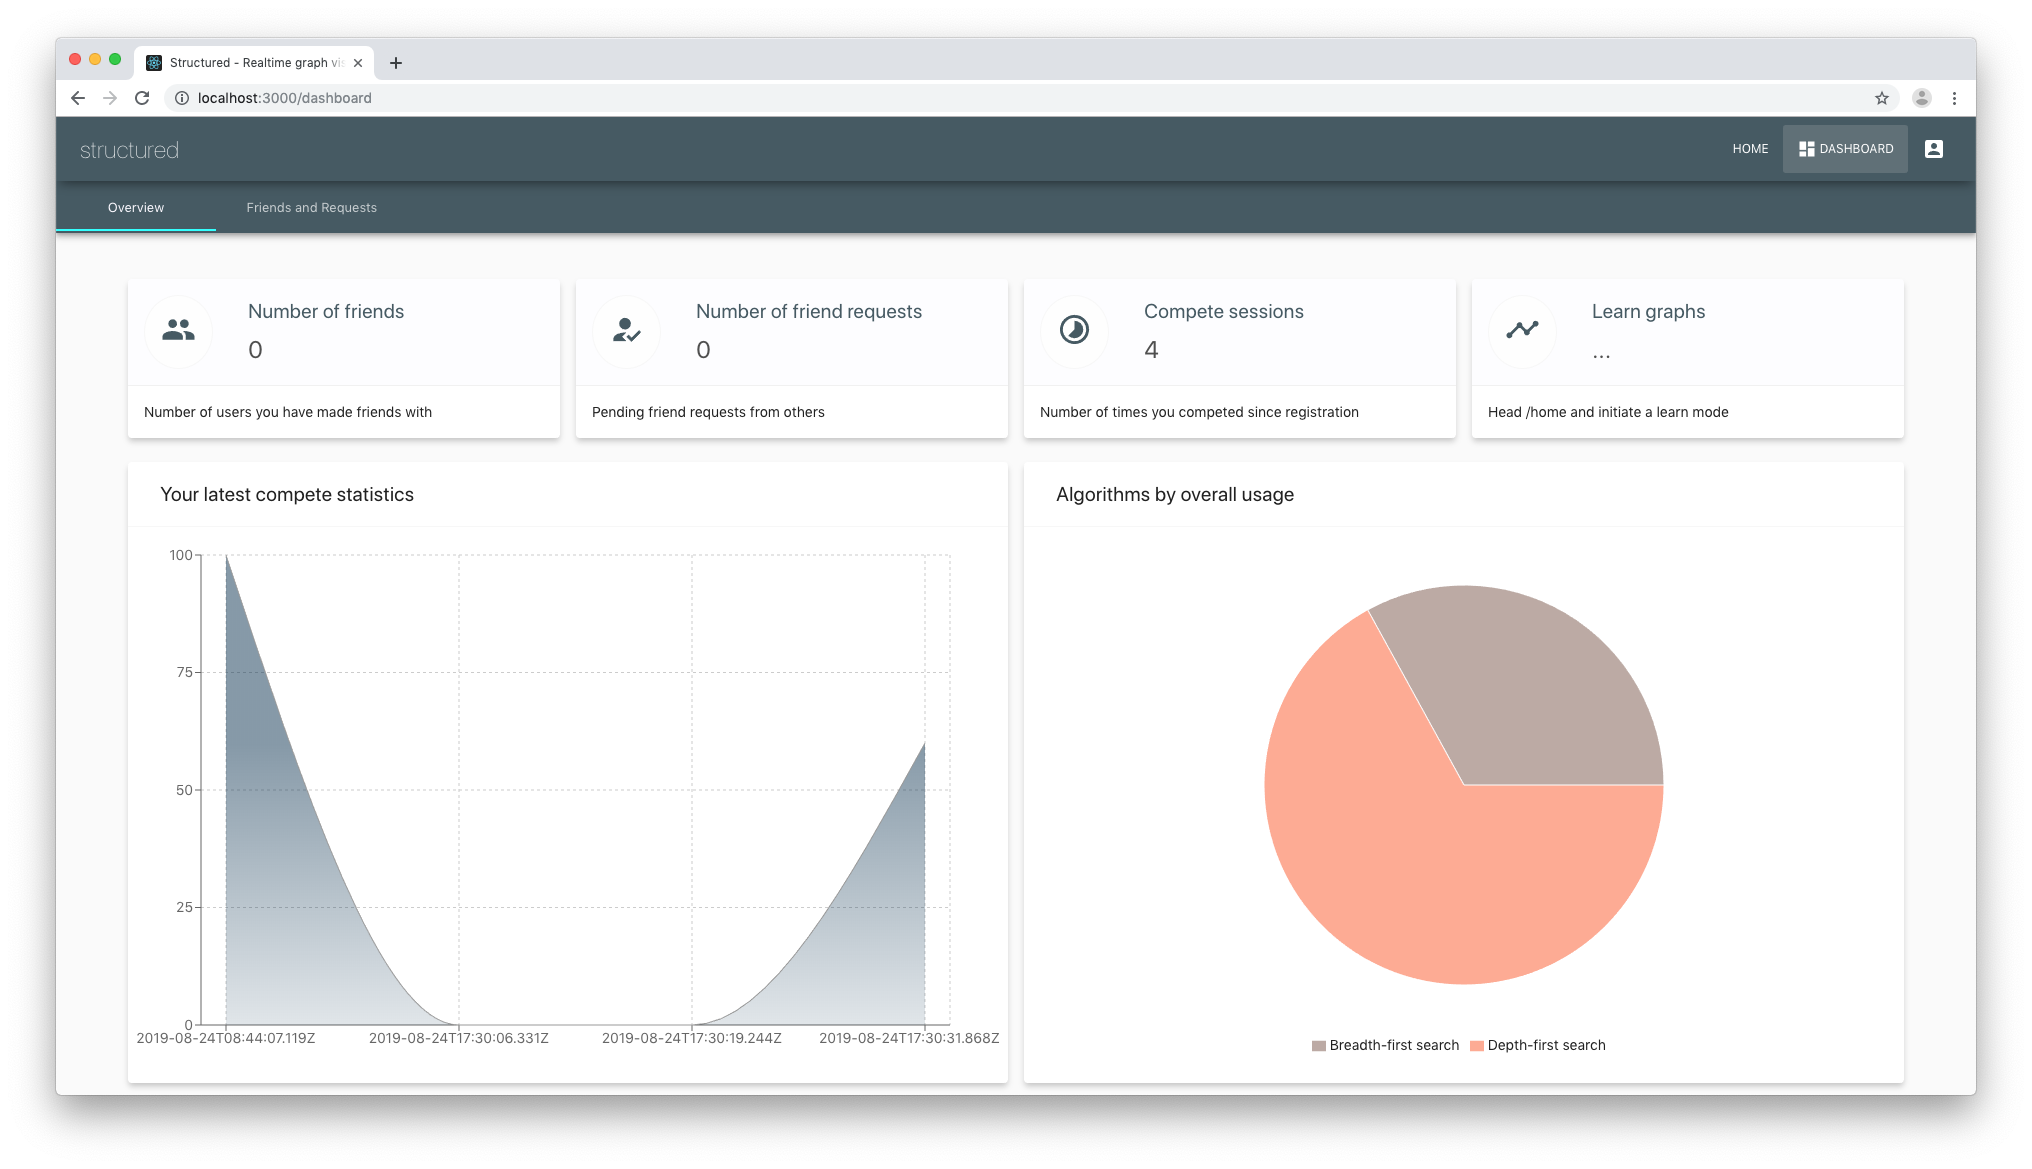 Structured - Realtime graph vis
localhost:3000/dashboard
structured
HOME
DASHBOARD
Overview
Friends and Requests
Number of friends
0
Number of users you have made friends with
Number of friend requests
0
Pending friend requests from others
Compete sessions
4
Number of times you competed since registration
Learn graphs
...
Head /home and initiate a learn mode
Your latest compete statistics
100
75
50
25
0
2019-08-24T08:44:07.119Z
2019-08-24T17:30:06.331Z
2019-08-24T17:30:19.244Z
2019-08-24T17:30:31.868Z
Algorithms by overall usage
Breadth-first search
Depth-first search